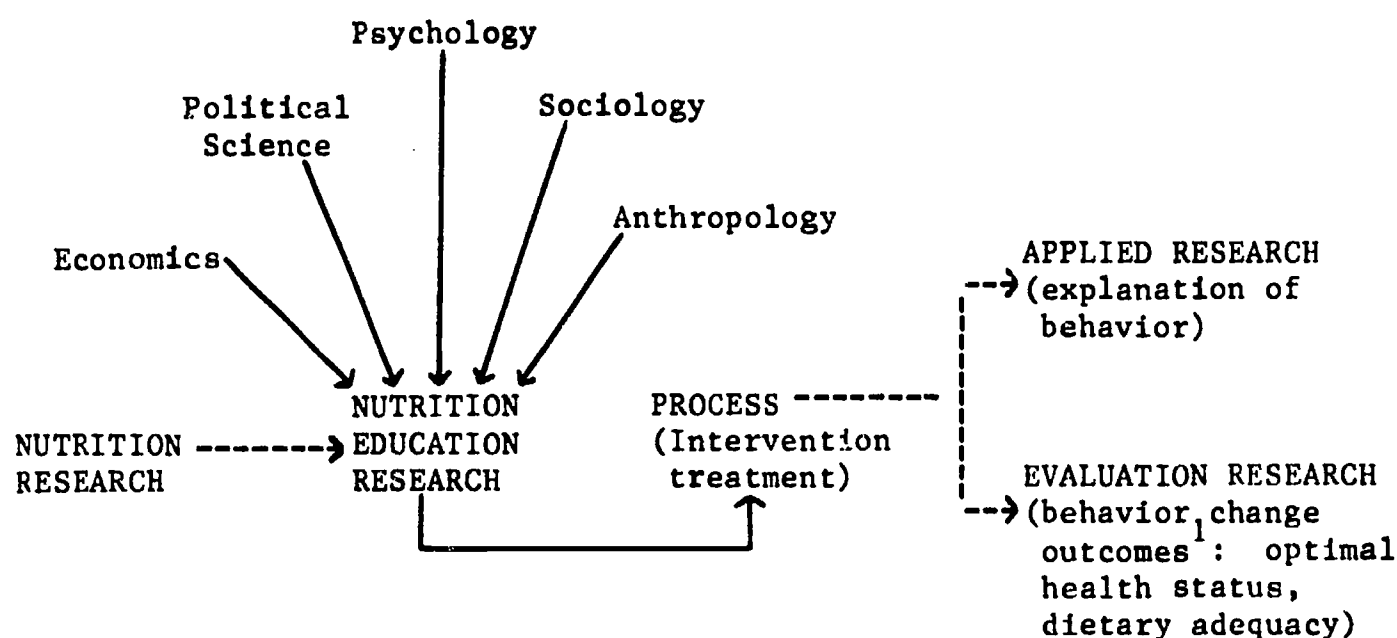 Psychology
Political
Science
Sociology
Anthropology
Economics
NUTRITION
EDUCATION
RESEARCH
NUTRITION
RESEARCH
PROCESS
(Intervention
treatment)
APPLIED RESEARCH
(explanation of
behavior)
EVALUATION RESEARCH
(behavior change
outcomes1: optimal
health status,
dietary adequacy)